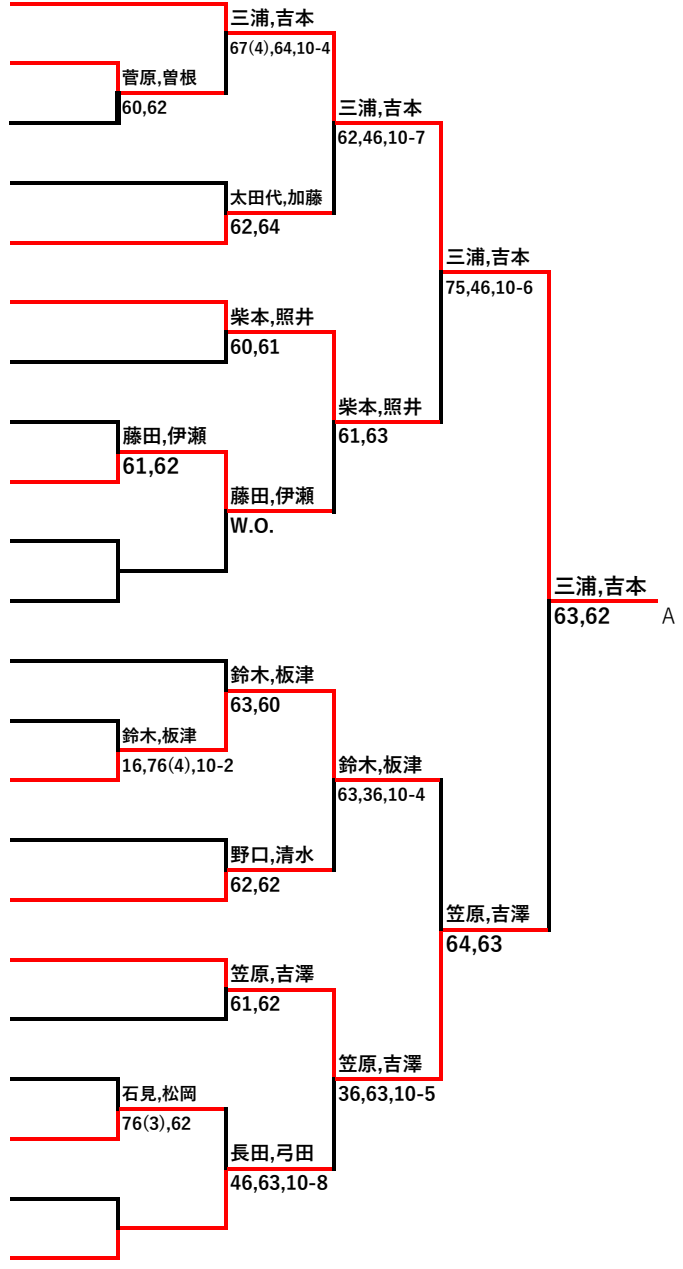 三浦,吉本
67(4),64,10-4
菅原,曽根
60,62
三浦,吉本
62,46,10-7
太田代,加藤
62,64
三浦,吉本
75,46,10-6
柴本,照井
60,61
柴本,照井
61,63
藤田,伊瀬
61,62
藤田,伊瀬
W.O.
三浦,吉本
63,62
A
鈴木,板津
63,60
鈴木,板津
16,76(4),10-2
鈴木,板津
63,36,10-4
野口,清水
62,62
笠原,吉澤
64,63
笠原,吉澤
61,62
笠原,吉澤
36,63,10-5
石見,松岡
76(3),62
長田,弓田
46,63,10-8